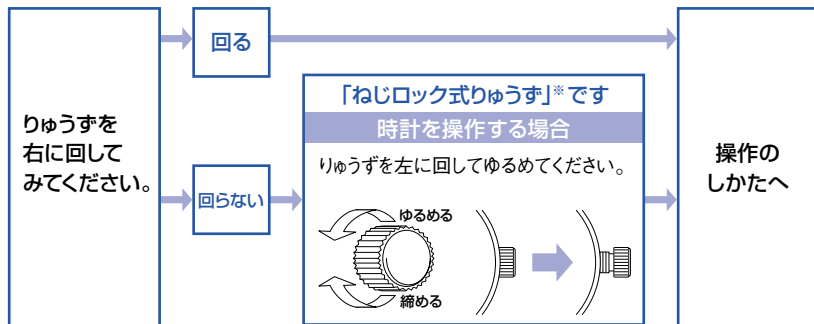 りゅうずを
右に回して
みてください。
回る
回らない
「ねじロック式りゅうず」※です
時計を操作する場合
りゅうずを左に回してゆるめてください。
ゆるめる
締める
操作の
しかたへ